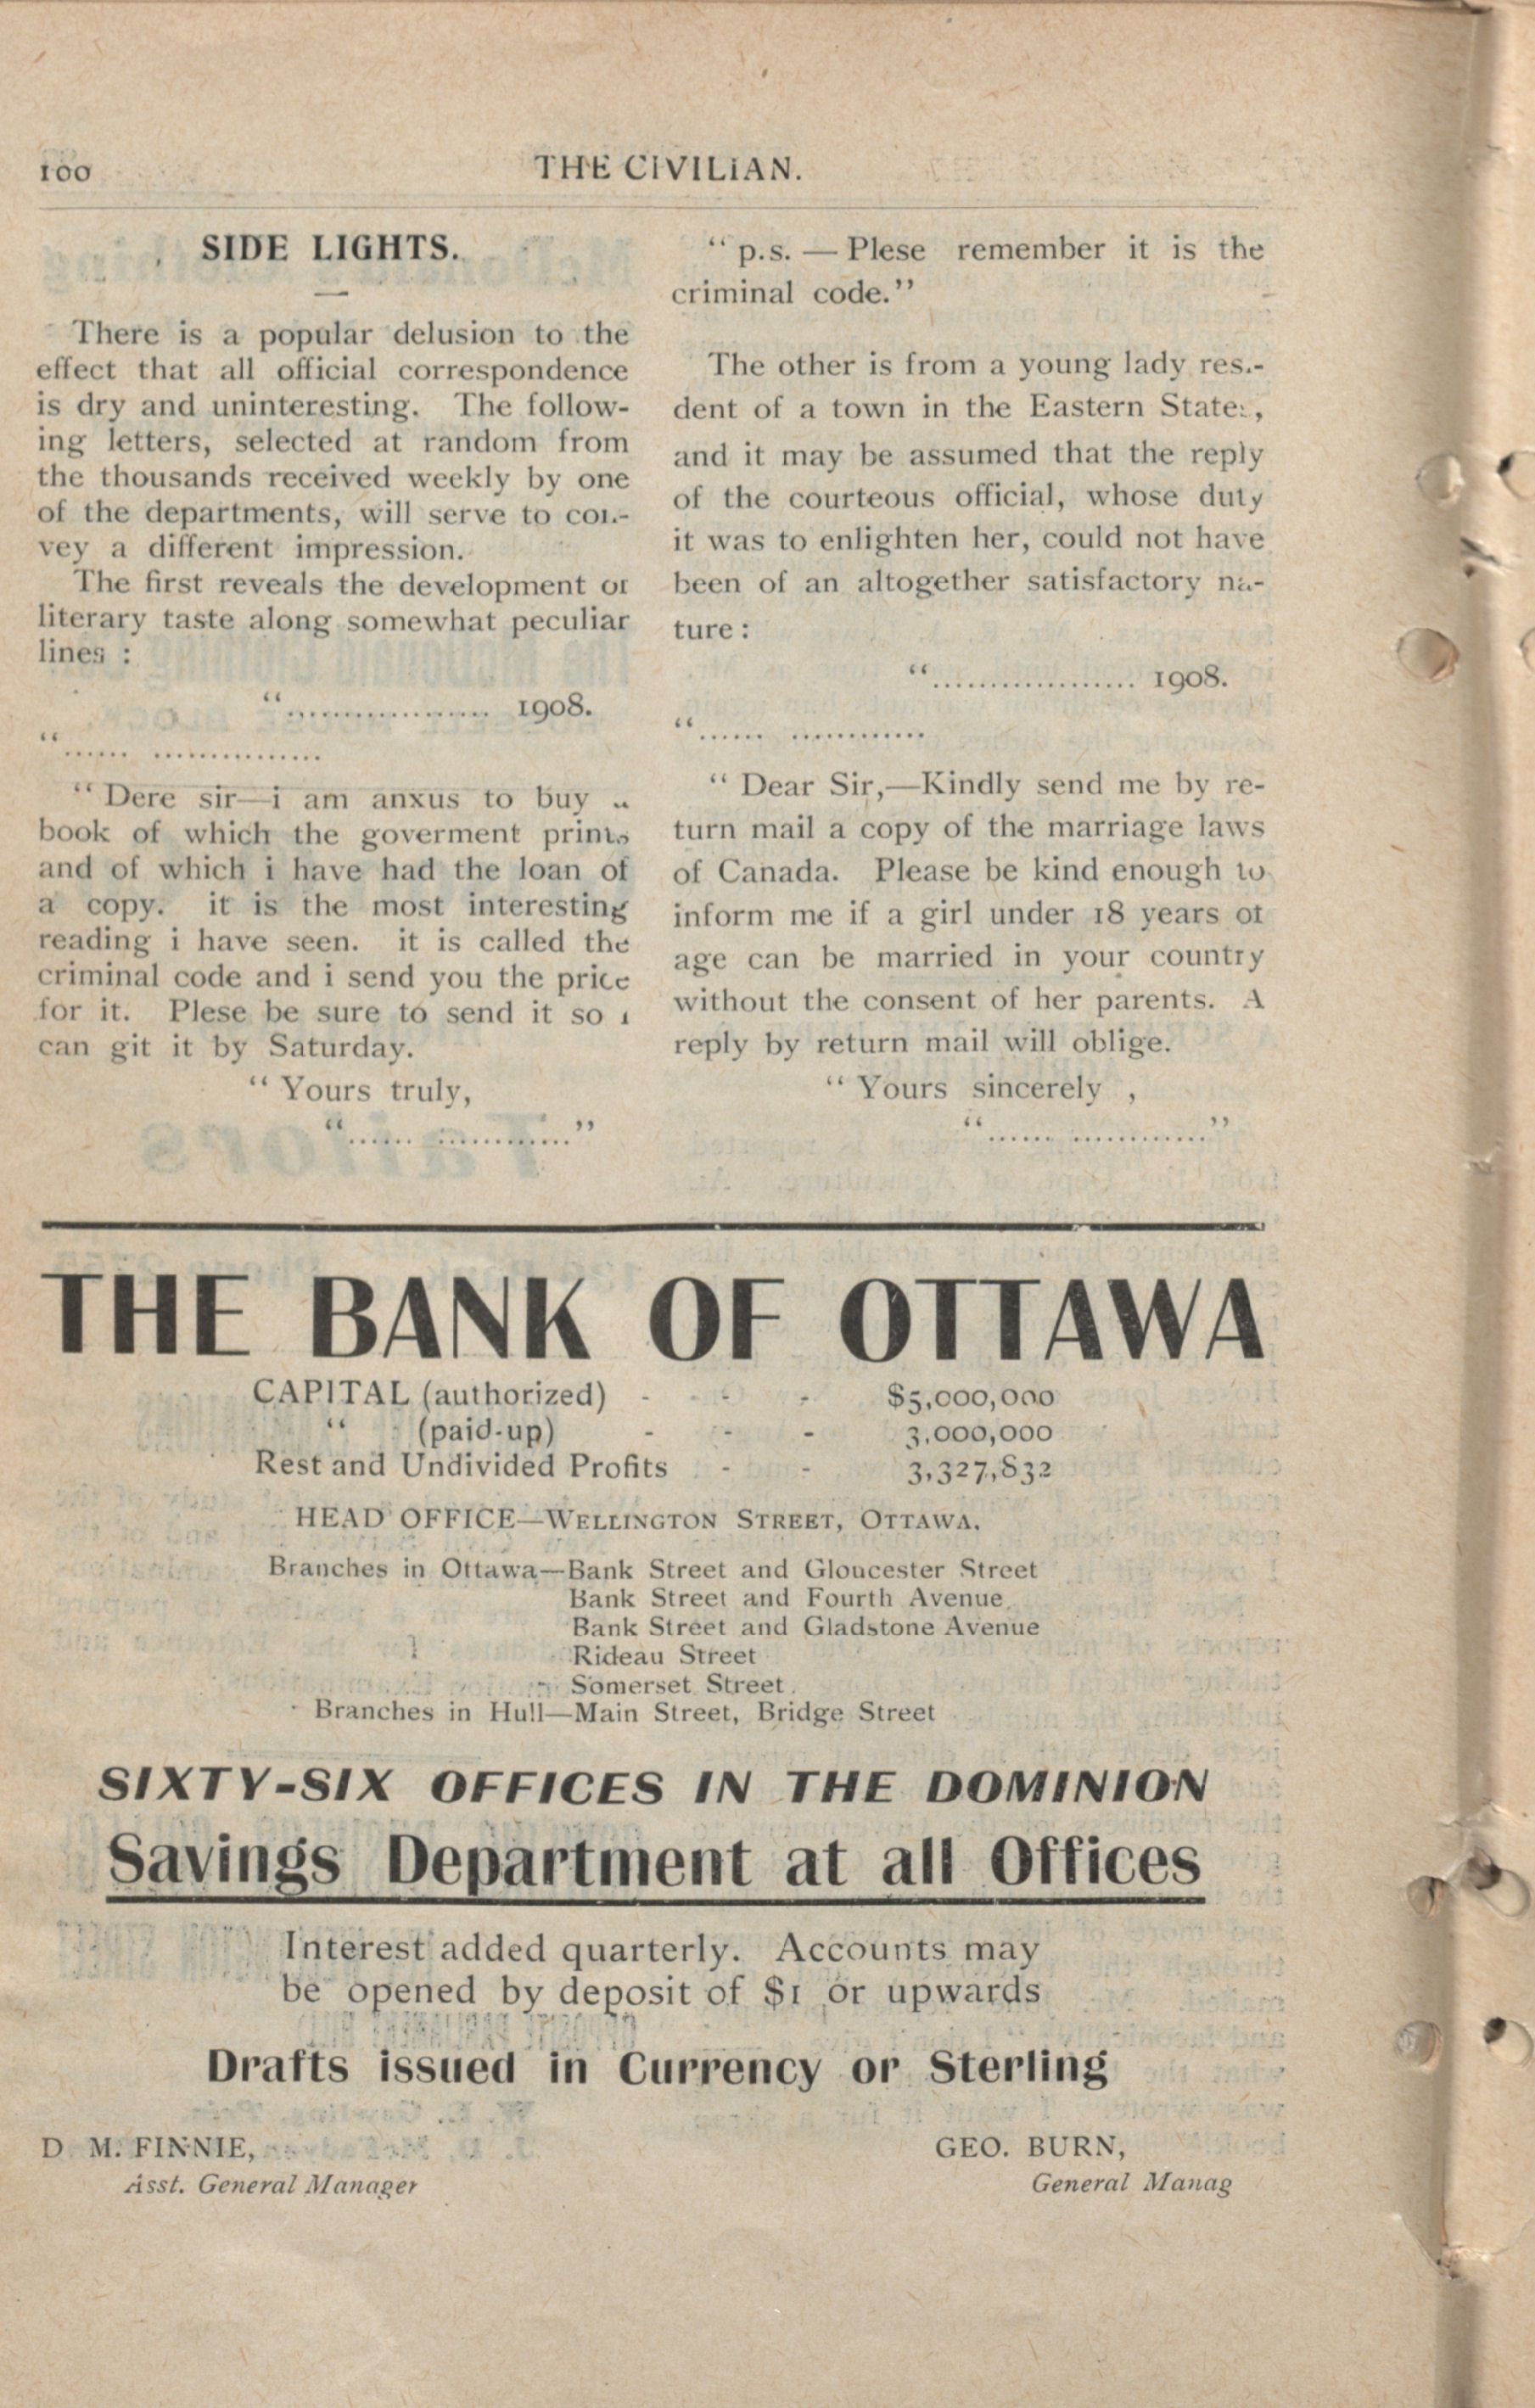 100
THE CIVILIAN.
SIDE LIGHTS.
There is a popular delusion to the
effect that all official correspondence
is dry and uninteresting. The follow-
ing letters, selected at random from
the thousands received weekly by one
of the departments, will serve to con-
vey a different impression.
The first reveals the development of
literary taste along somewhat peculiar
lines :
".................. 1908.
"...... ...............
"Dere sir—i am anxus to buy a
book of which the goverment prints
and of which i have had the loan of
a copy. it is the most interesting
reading i have seen. it is called the
criminal code and i send you the price
for it. Plese be sure to send it so i
can git it by Saturday.
"Yours truly,
"...... ............"
"p.s. — Plese remember it is the
criminal code."
The other is from a young lady resi-
dent of a town in the Eastern States,
and it may be assumed that the reply
of the courteous official, whose duty
it was to enlighten her, could not have
been of an altogether satisfactory na-
ture :
".................. 1908.
"...... ............
"Dear Sir,—Kindly send me by re-
turn mail a copy of the marriage laws
of Canada. Please be kind enough to
inform me if a girl under 18 years of
age can be married in your country
without the consent of her parents. A
reply by return mail will oblige.
"Yours sincerely ,
"...... ............"
THE BANK OF OTTAWA
CAPITAL (authorized) - - - $5,000,000
" (paid-up) - - - 3,000,000
Rest and Undivided Profits - - 3,327,832
HEAD OFFICE—WELLINGTON STREET, OTTAWA.
Branches in Ottawa—Bank Street and Gloucester Street
Bank Street and Fourth Avenue
Bank Street and Gladstone Avenue
Rideau Street
Somerset Street
Branches in Hull—Main Street, Bridge Street
SIXTY-SIX OFFICES IN THE DOMINION
Savings Department at all Offices
Interest added quarterly. Accounts may
be opened by deposit of $1 or upwards
Drafts issued in Currency or Sterling
D. M. FINNIE,
Asst. General Manager
GEO. BURN,
General Manag